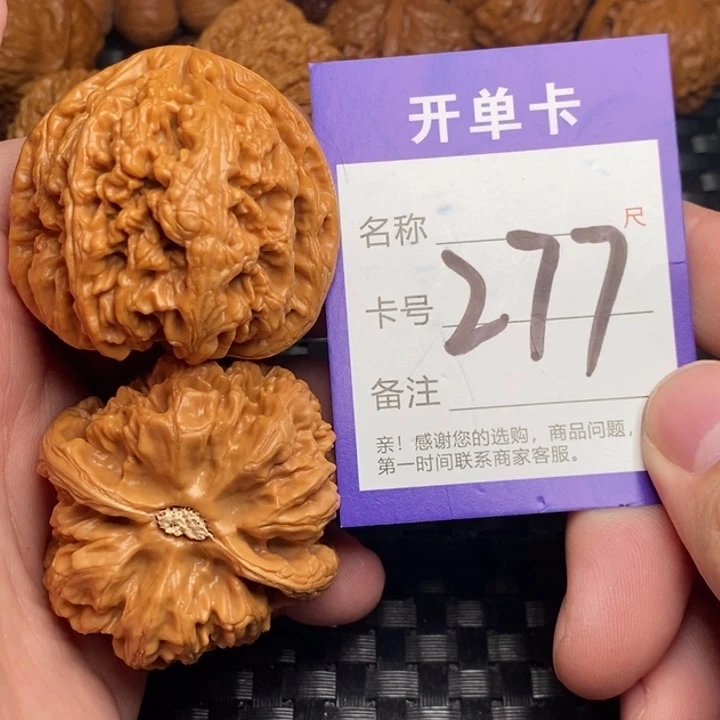 开单卡
名称
尺
卡号 277
备注
亲！感谢您的选购，商品问题，
第一时间联系商家客服。